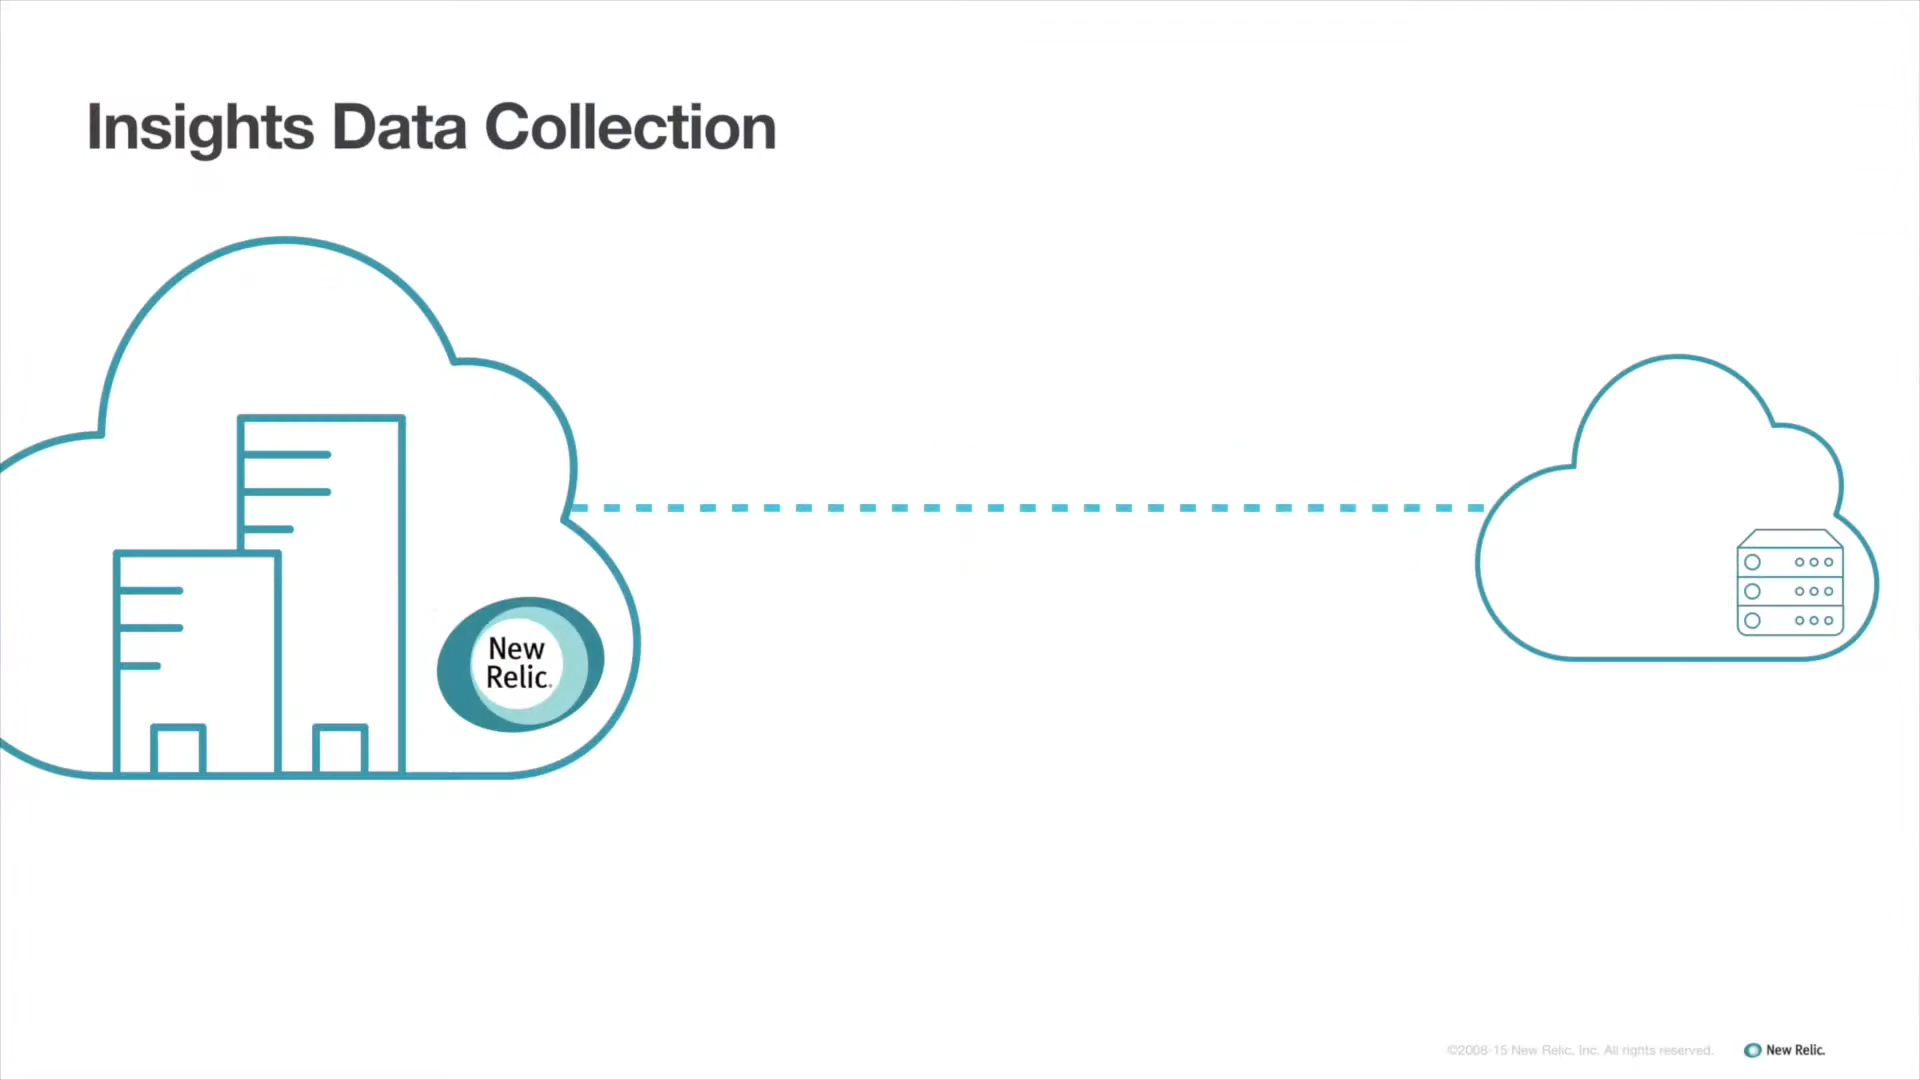 Insights Data Collection
New
Relic.
©2008-15 New Relic, Inc. All rights reserved.
New Relic.